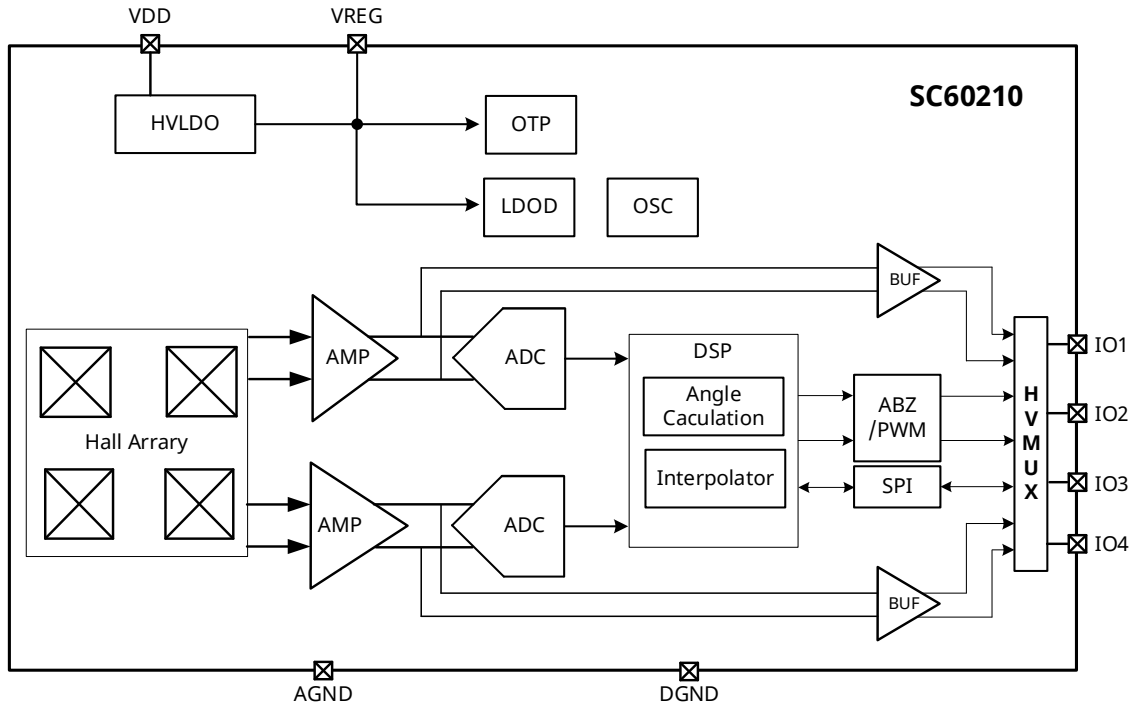 VDD
VREG
SC60210
HVLDO
OTP
LDOD
OSC
BUF
AMP
ADC
DSP
Angle
Caculation
Interpolator
ABZ
/PWM
SPI
H
V
M
U
X
IO1
IO2
IO3
IO4
Hall Arrary
AMP
ADC
BUF
AGND
DGND